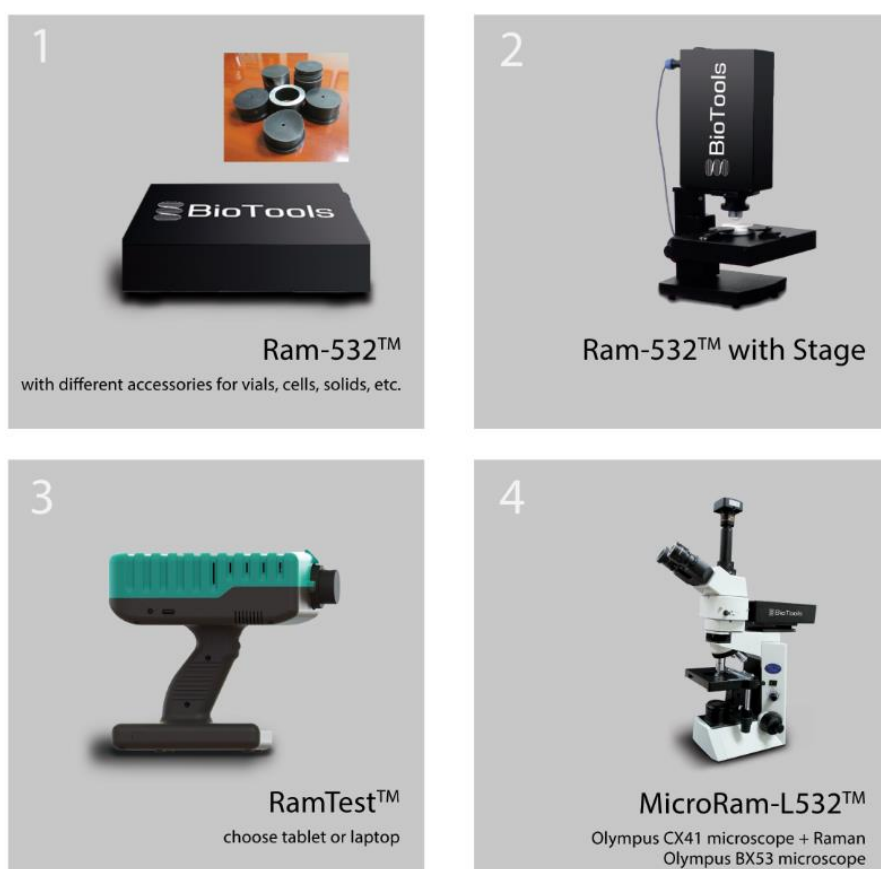 1
BioTools
Ram-532™
with different accessories for vials, cells, solids, etc.
2
BioTools
Ram-532™ with Stage
3
RamTest™
choose tablet or laptop
4
BioTools
MicroRam-L532™
Olympus CX41 microscope + Raman
Olympus BX53 microscope